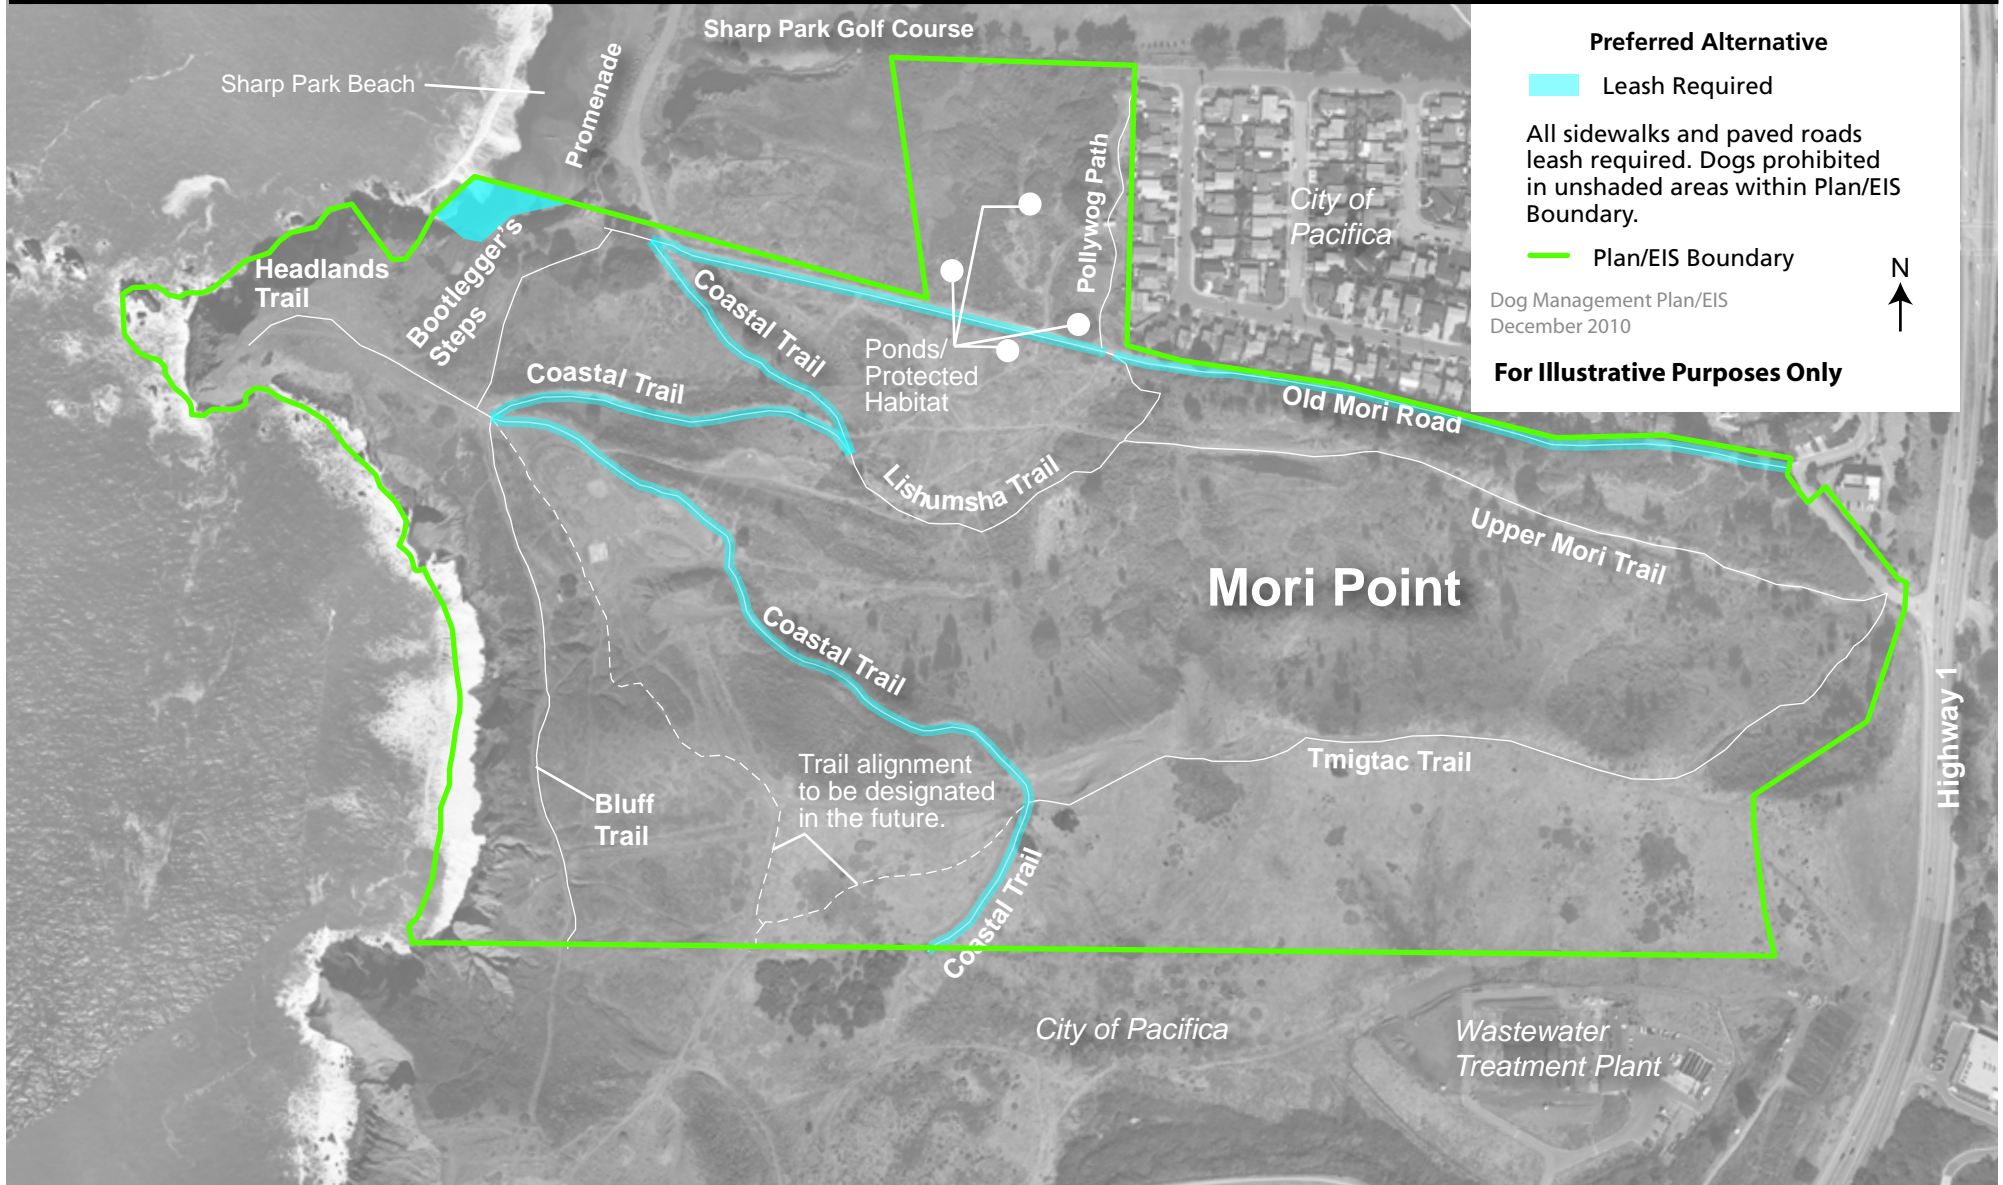 Sharp Park Golf Course
Sharp Park Beach
Promenade
Pollywog Path
City of
Pacifica
Headlands
Trail
Bootlegger's
Steps
Coastal Trail
Coastal Trail
Ponds/
Protected
Habitat
Old Mori Road
Lishumsha Trail
Upper Mori Trail
Mori Point
Coastal Trail
Tmigtac Trail
Highway 1
Trail alignment
to be designated
in the future.
Bluff
Trail
Coastal Trail
City of Pacifica
Wastewater
Treatment Plant
Preferred Alternative
Leash Required
All sidewalks and paved roads
leash required. Dogs prohibited
in unshaded areas within Plan/EIS
Boundary.
Plan/EIS Boundary
N
Dog Management Plan/EIS
December 2010
For Illustrative Purposes Only